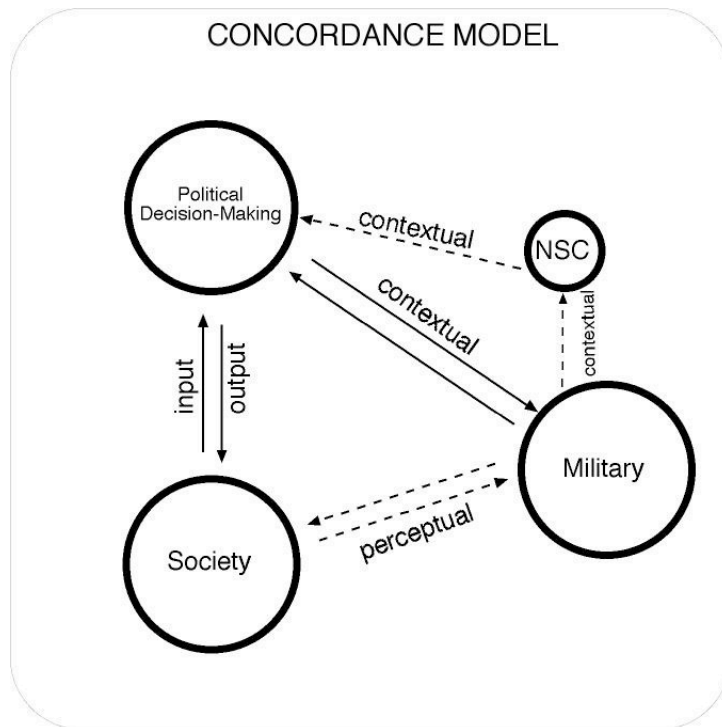 CONCORDANCE MODEL
Political
Decision-Making
contextual
NSC
contextual
contextual
input
output
Military
Society
perceptual